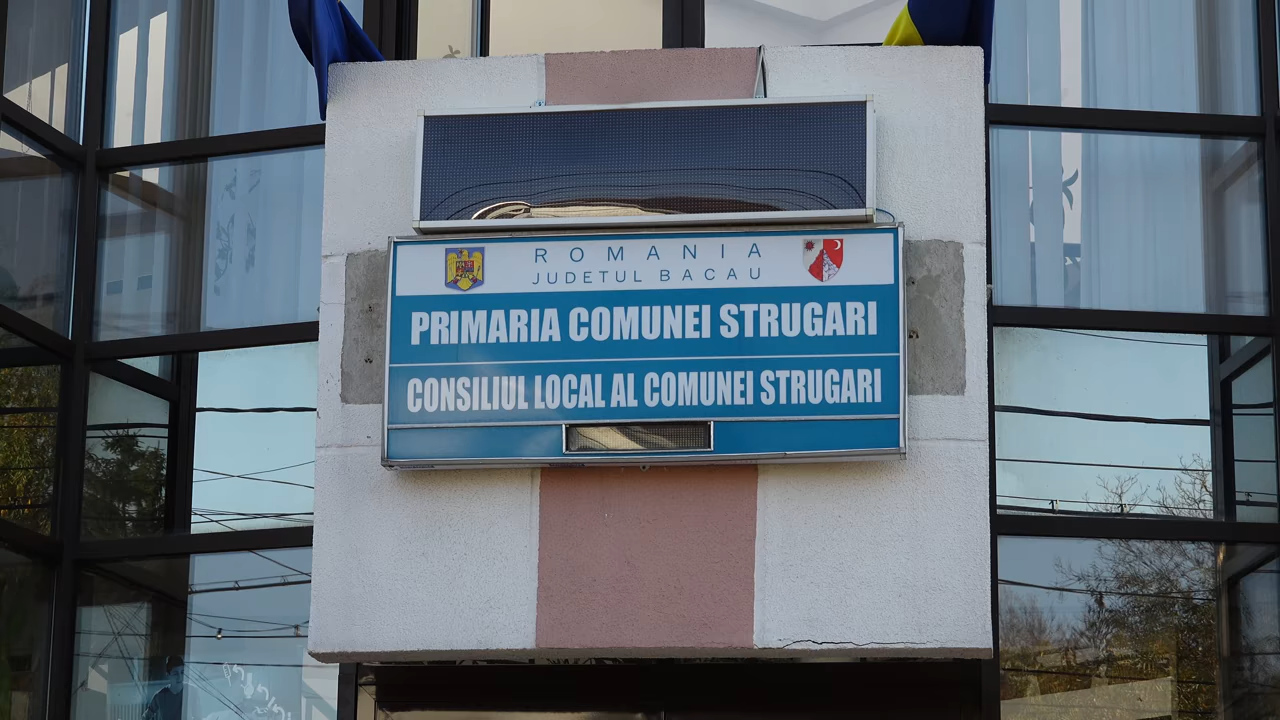 ROMANIA
JUDETUL BACAU
PRIMARIA COMUNEI STRUGARI
CONSILIUL LOCAL AL COMUNEI STRUGARI